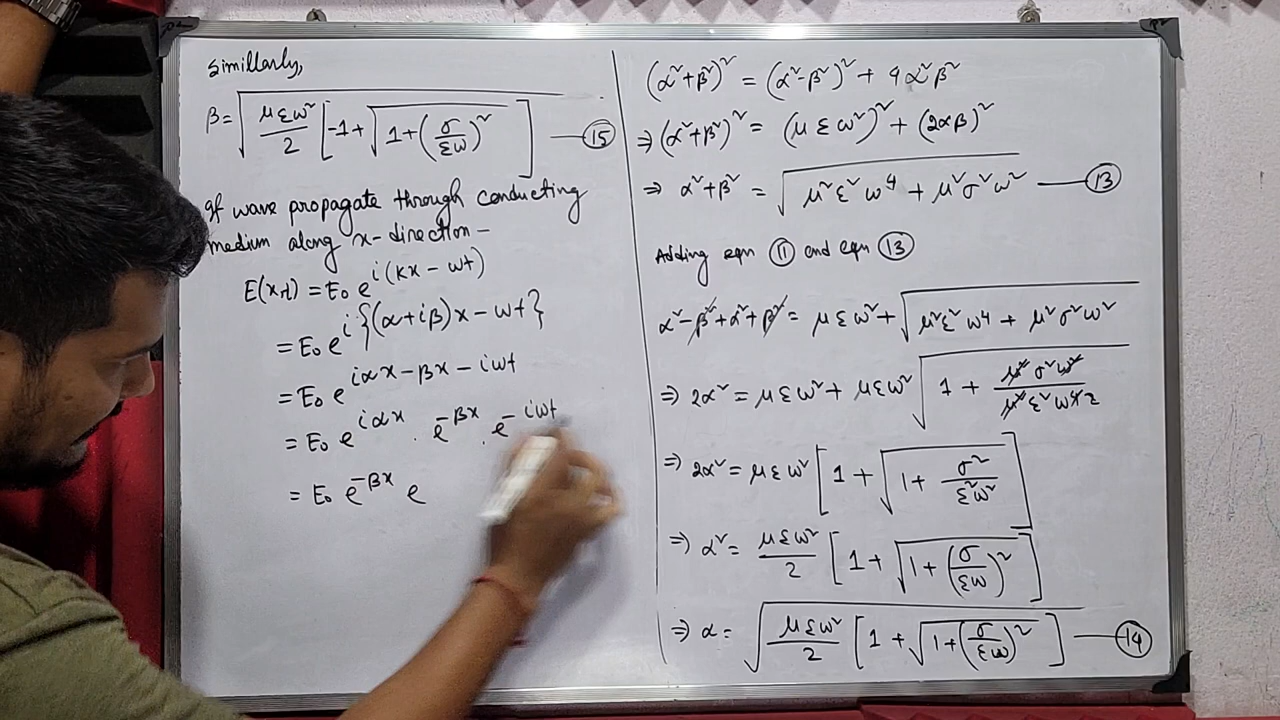 Simillarly,
β = √(μεω²/2 [-1+√(1+(σ/εω)²)]) —(15)
If wave propagate through conducting
medium along x-direction -
E(x,t) = E₀ e^{i(Kx - ωt)}
= E₀ e^{i{(α+iβ)x - ωt}}
= E₀ e^{iαx - βx - iωt}
= E₀ e^{iαx} . e^{-βx} . e^{-iωt}
= E₀ e^{-βx} e
(α²+β²)² = (α²-β²)² + 4α²β²
⇒ (α²+β²)² = (μεω²)² + (2αβ)²
⇒ α²+β² = √(μ²ε²ω⁴ + μ²σ²ω²) —(13)
Adding eqn (11) and eqn (13)
α²-β²+α²+β² = μεω² + √(μ²ε²ω⁴ + μ²σ²ω²)
⇒ 2α² = μεω² + μεω² √(1 + μ²σ²ω²/μ²ε²ω⁴ 2)
⇒ 2α² = μεω² [1 + √(1 + σ²/ε²ω²)]
⇒ α² = μεω²/2 [1 + √(1+(σ/εω)²)]
⇒ α = √(μεω²/2 [1 + √(1+(σ/εω)²)]) —(14)